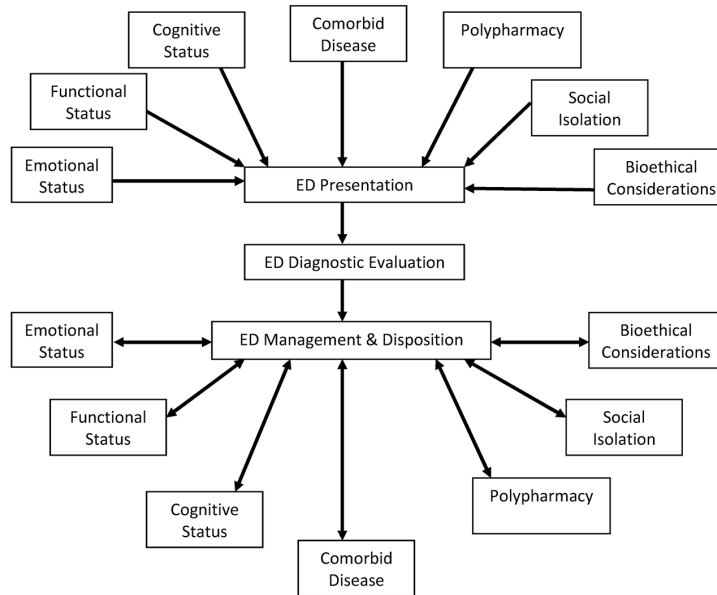 Cognitive
Status
Comorbid
Disease
Polypharmacy
Functional
Status
Social
Isolation
Emotional
Status
ED Presentation
Bioethical
Considerations
ED Diagnostic Evaluation
Emotional
Status
ED Management & Disposition
Bioethical
Considerations
Functional
Status
Social
Isolation
Cognitive
Status
Polypharmacy
Comorbid
Disease